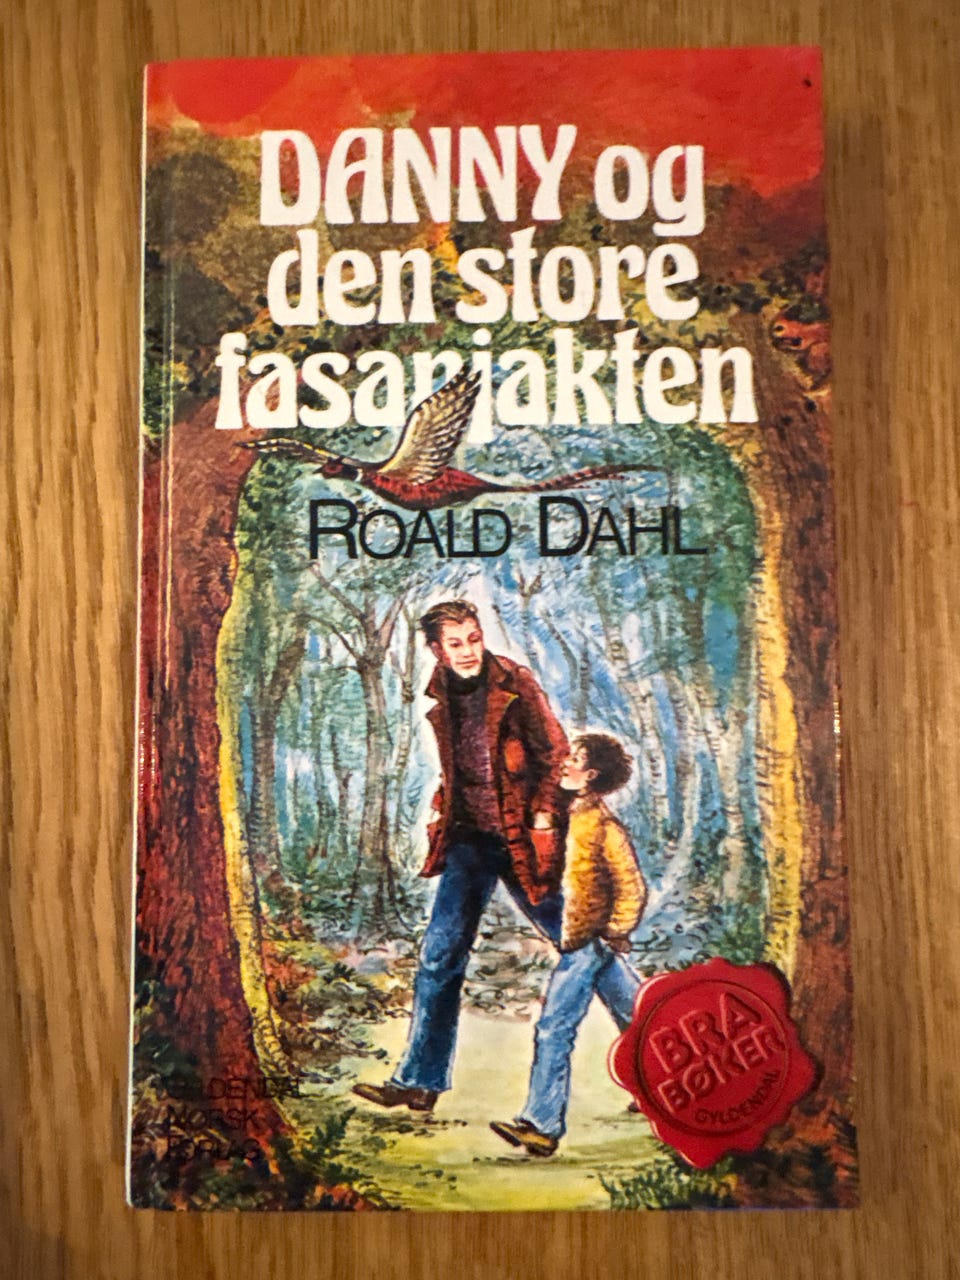 DANNY og
den store
fasanjakten
ROALD DAHL
BRA
BØKER
GYLDENDAL
GYLDENDAL
NORSK
FORLAG